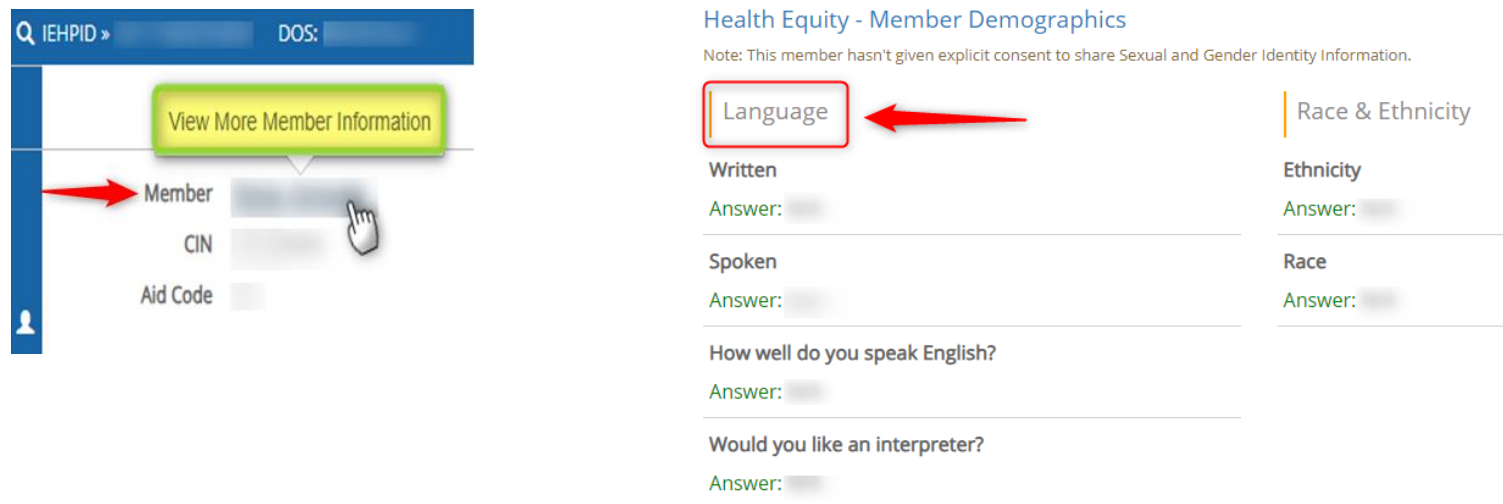 IEHPID » DOS:
View More Member Information
Member
CIN
Aid Code
Health Equity - Member Demographics
Note: This member hasn't given explicit consent to share Sexual and Gender Identity Information.
Language
Written
Answer:
Spoken
Answer:
How well do you speak English?
Answer:
Would you like an interpreter?
Answer:
Race & Ethnicity
Ethnicity
Answer:
Race
Answer: